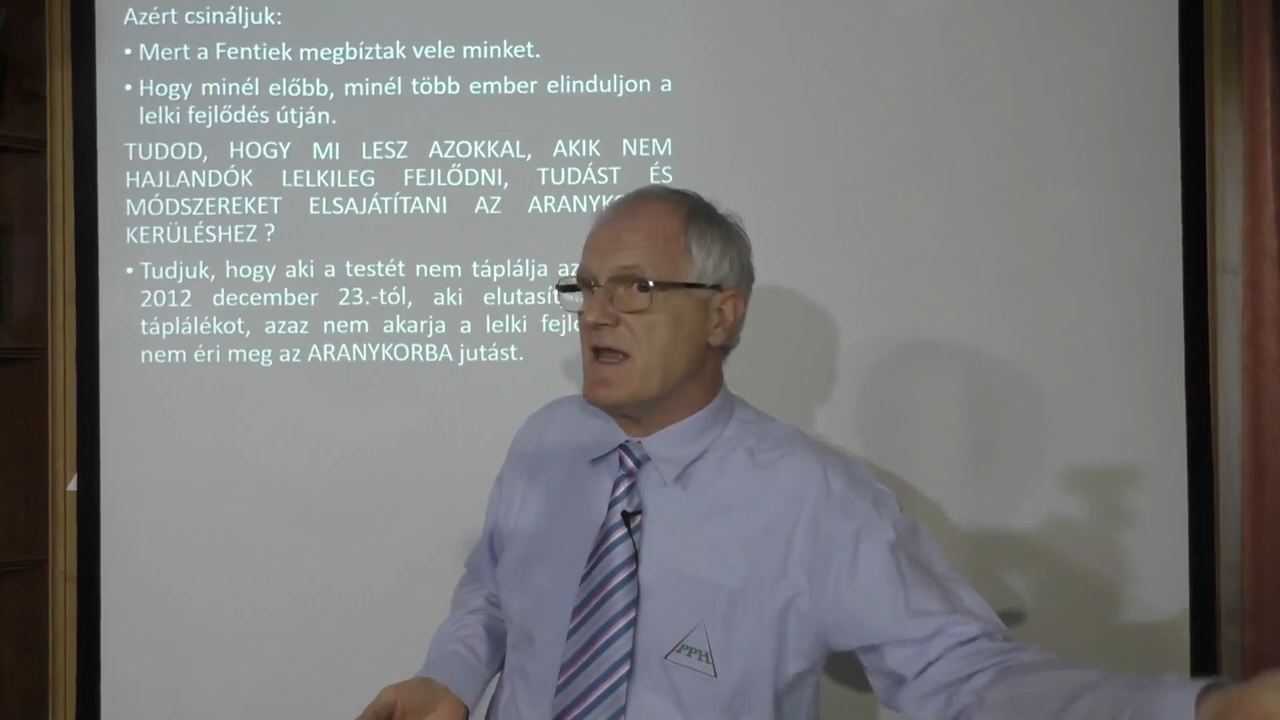 Azért csináljuk:
• Mert a Fentiek megbíztak vele minket.
• Hogy minél előbb, minél több ember elinduljon a
lelki fejlődés útján.
TUDOD, HOGY MI LESZ AZOKKAL, AKIK NEM
HAJLANDÓK LELKILEG FEJLŐDNI, TUDÁST ÉS
MÓDSZEREKET ELSAJÁTÍTANI AZ
KERÜLÉSHEZ ?
• Tudjuk, hogy aki a testét nem táplálja
2012 december 23.-tól, aki
táplálékot, azaz nem akarja a lelki
nem éri meg az ARANYKORBA jutást.
PPH